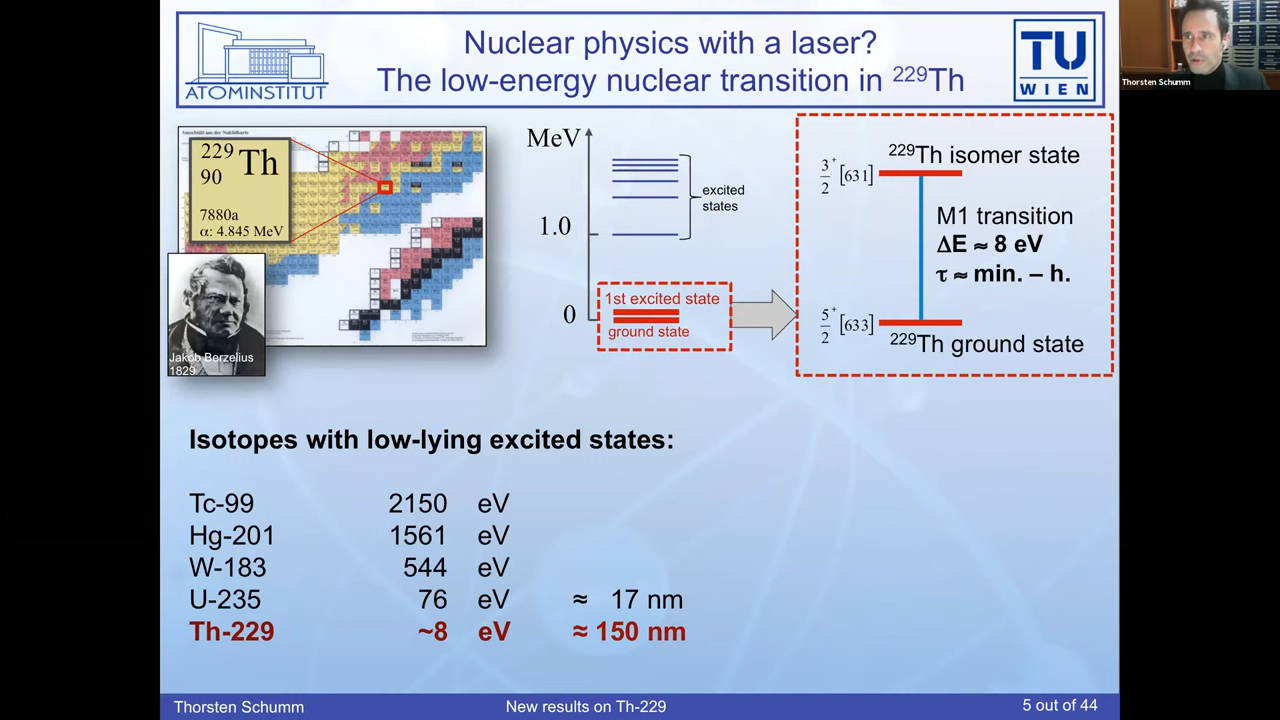 Nuclear physics with a laser?
The low-energy nuclear transition in ²²⁹Th
ATOMINSTITUT
TU
WIEN
Thorsten Schumm
Ausschnitt aus der Nuklidkarte
229
90
Th
7880a
α: 4.845 MeV
Jakob Berzelius
1829
MeV
1.0
0
excited
states
1st excited state
ground state
²²⁹Th isomer state
3/2⁺ [631]
M1 transition
ΔE ≈ 8 eV
τ ≈ min. – h.
5/2⁺ [633]
²²⁹Th ground state
Isotopes with low-lying excited states:
Tc-99 2150 eV
Hg-201 1561 eV
W-183 544 eV
U-235 76 eV ≈ 17 nm
Th-229 ~8 eV ≈ 150 nm
Thorsten Schumm New results on Th-229 5 out of 44